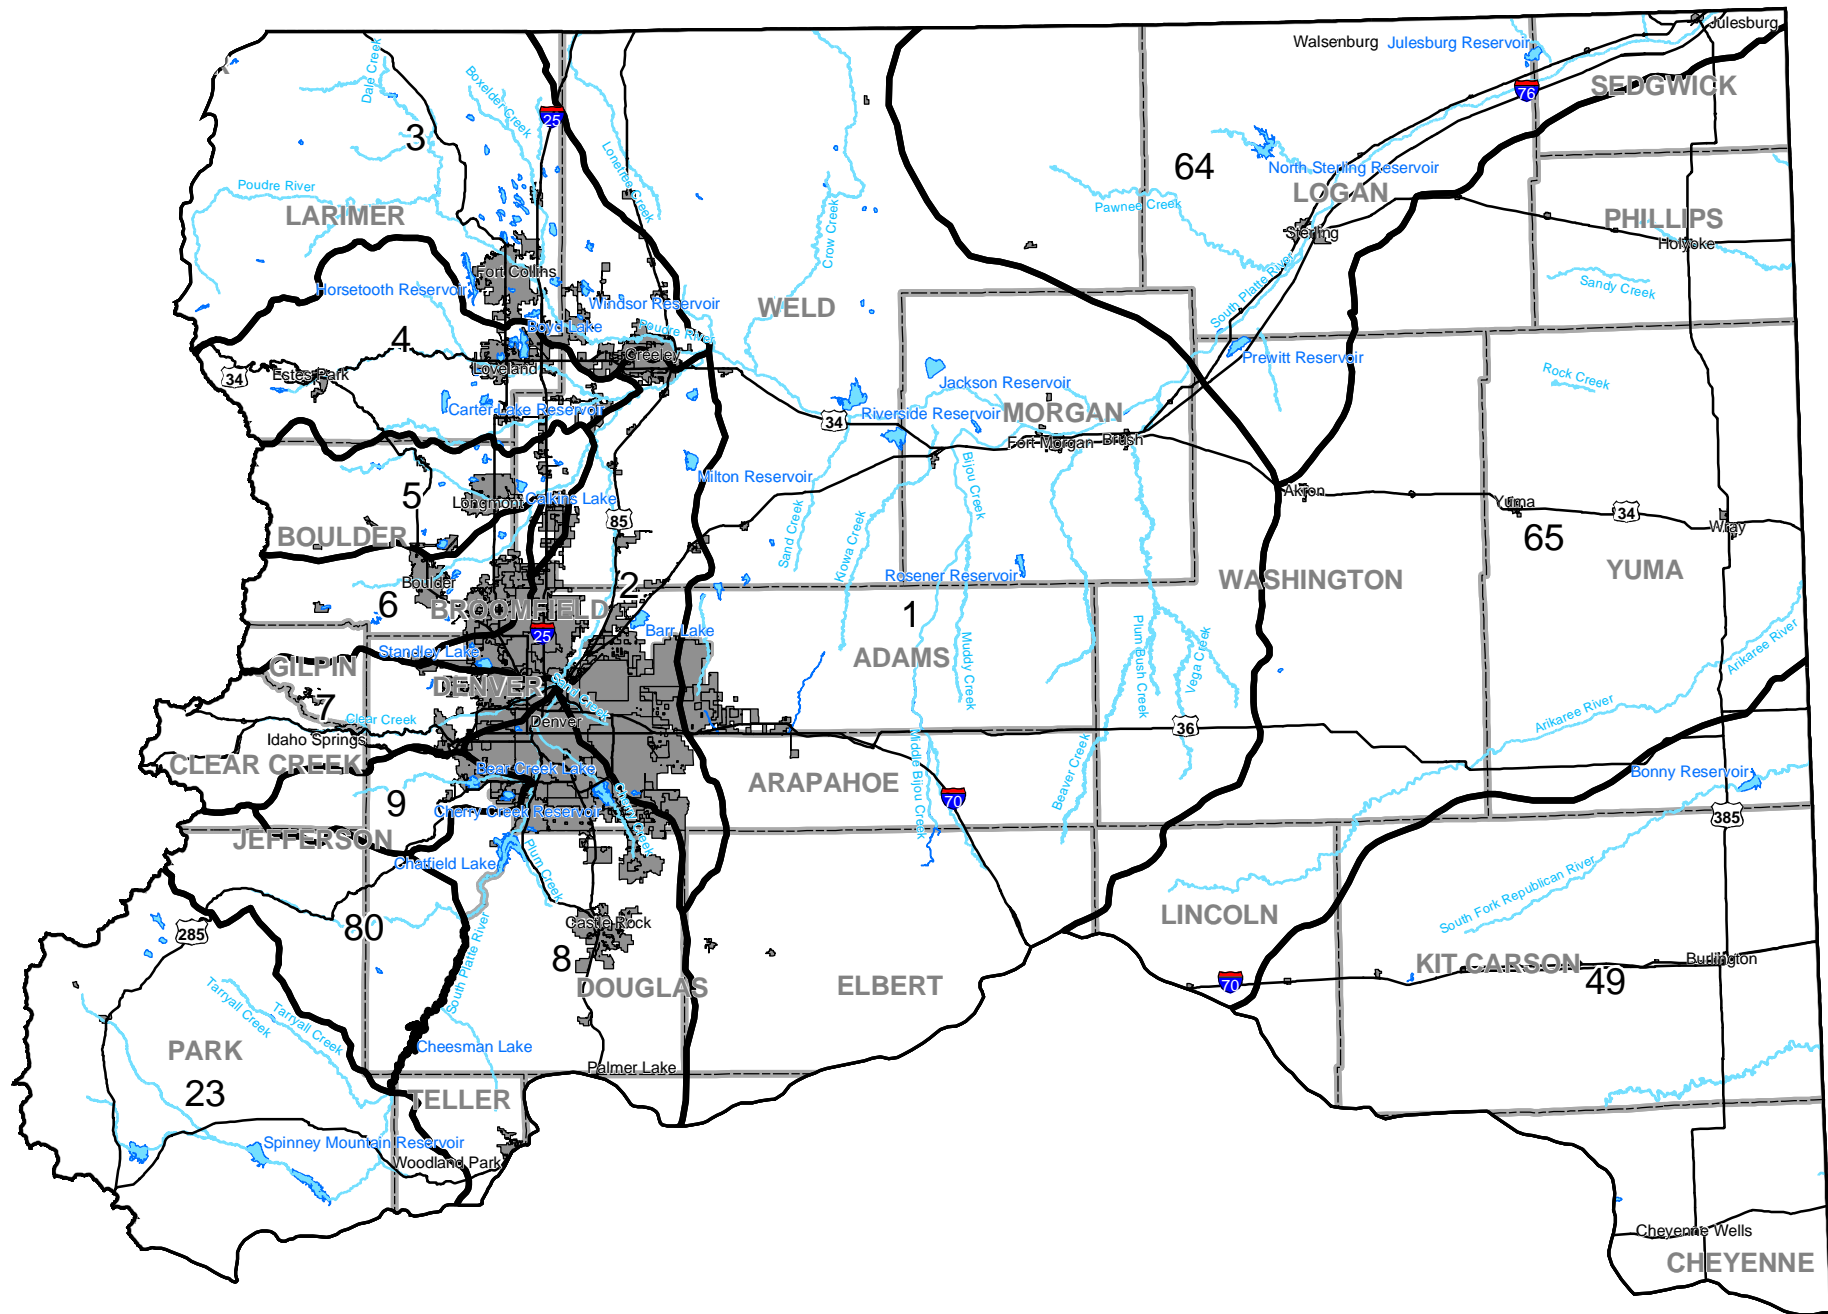 Julesburg
Walsenburg
Julesburg Reservoir
SEDGWICK
76
Dale Creek
Boxelder Creek
25
3
Lonetree Creek
64
North Sterling Reservoir
LOGAN
Poudre River
LARIMER
Pawnee Creek
Crow Creek
PHILLIPS
Sterling
Holyoke
Fort Collins
Horsetooth Reservoir
Windsor Reservoir
WELD
South Platte River
Sandy Creek
Boyd Lake
Poudre River
4
Greeley
Prewitt Reservoir
34
Estes Park
Loveland
Jackson Reservoir
Rock Creek
Carter Lake Reservoir
34
Riverside Reservoir
MORGAN
Fort Morgan
Brush
Milton Reservoir
Bijou Creek
5
Longmont
Calkins Lake
Akron
Yuma
34
Wray
85
65
BOULDER
Sand Creek
Kiowa Creek
Boulder
2
Rosener Reservoir
WASHINGTON
YUMA
6
BROOMFIELD
1
25
Barr Lake
Standley Lake
GILPIN
ADAMS
Muddy Creek
Plum Bush Creek
Vega Creek
Arikaree River
DENVER
Sand Creek
7
Clear Creek
Denver
Idaho Springs
36
Arikaree River
CLEAR CREEK
Bear Creek Lake
Middle Bijou Creek
ARAPAHOE
Beaver Creek
Bonny Reservoir
9
70
Cherry Creek Reservoir
Cherry Creek
385
JEFFERSON
Chatfield Lake
Plum Creek
South Fork Republican River
80
285
Castle Rock
LINCOLN
South Platte River
8
DOUGLAS
ELBERT
70
KIT CARSON
49
Burlington
Tarryall Creek
Tarryall Creek
PARK
Cheesman Lake
Palmer Lake
23
TELLER
Spinney Mountain Reservoir
Woodland Park
Cheyenne Wells
CHEYENNE